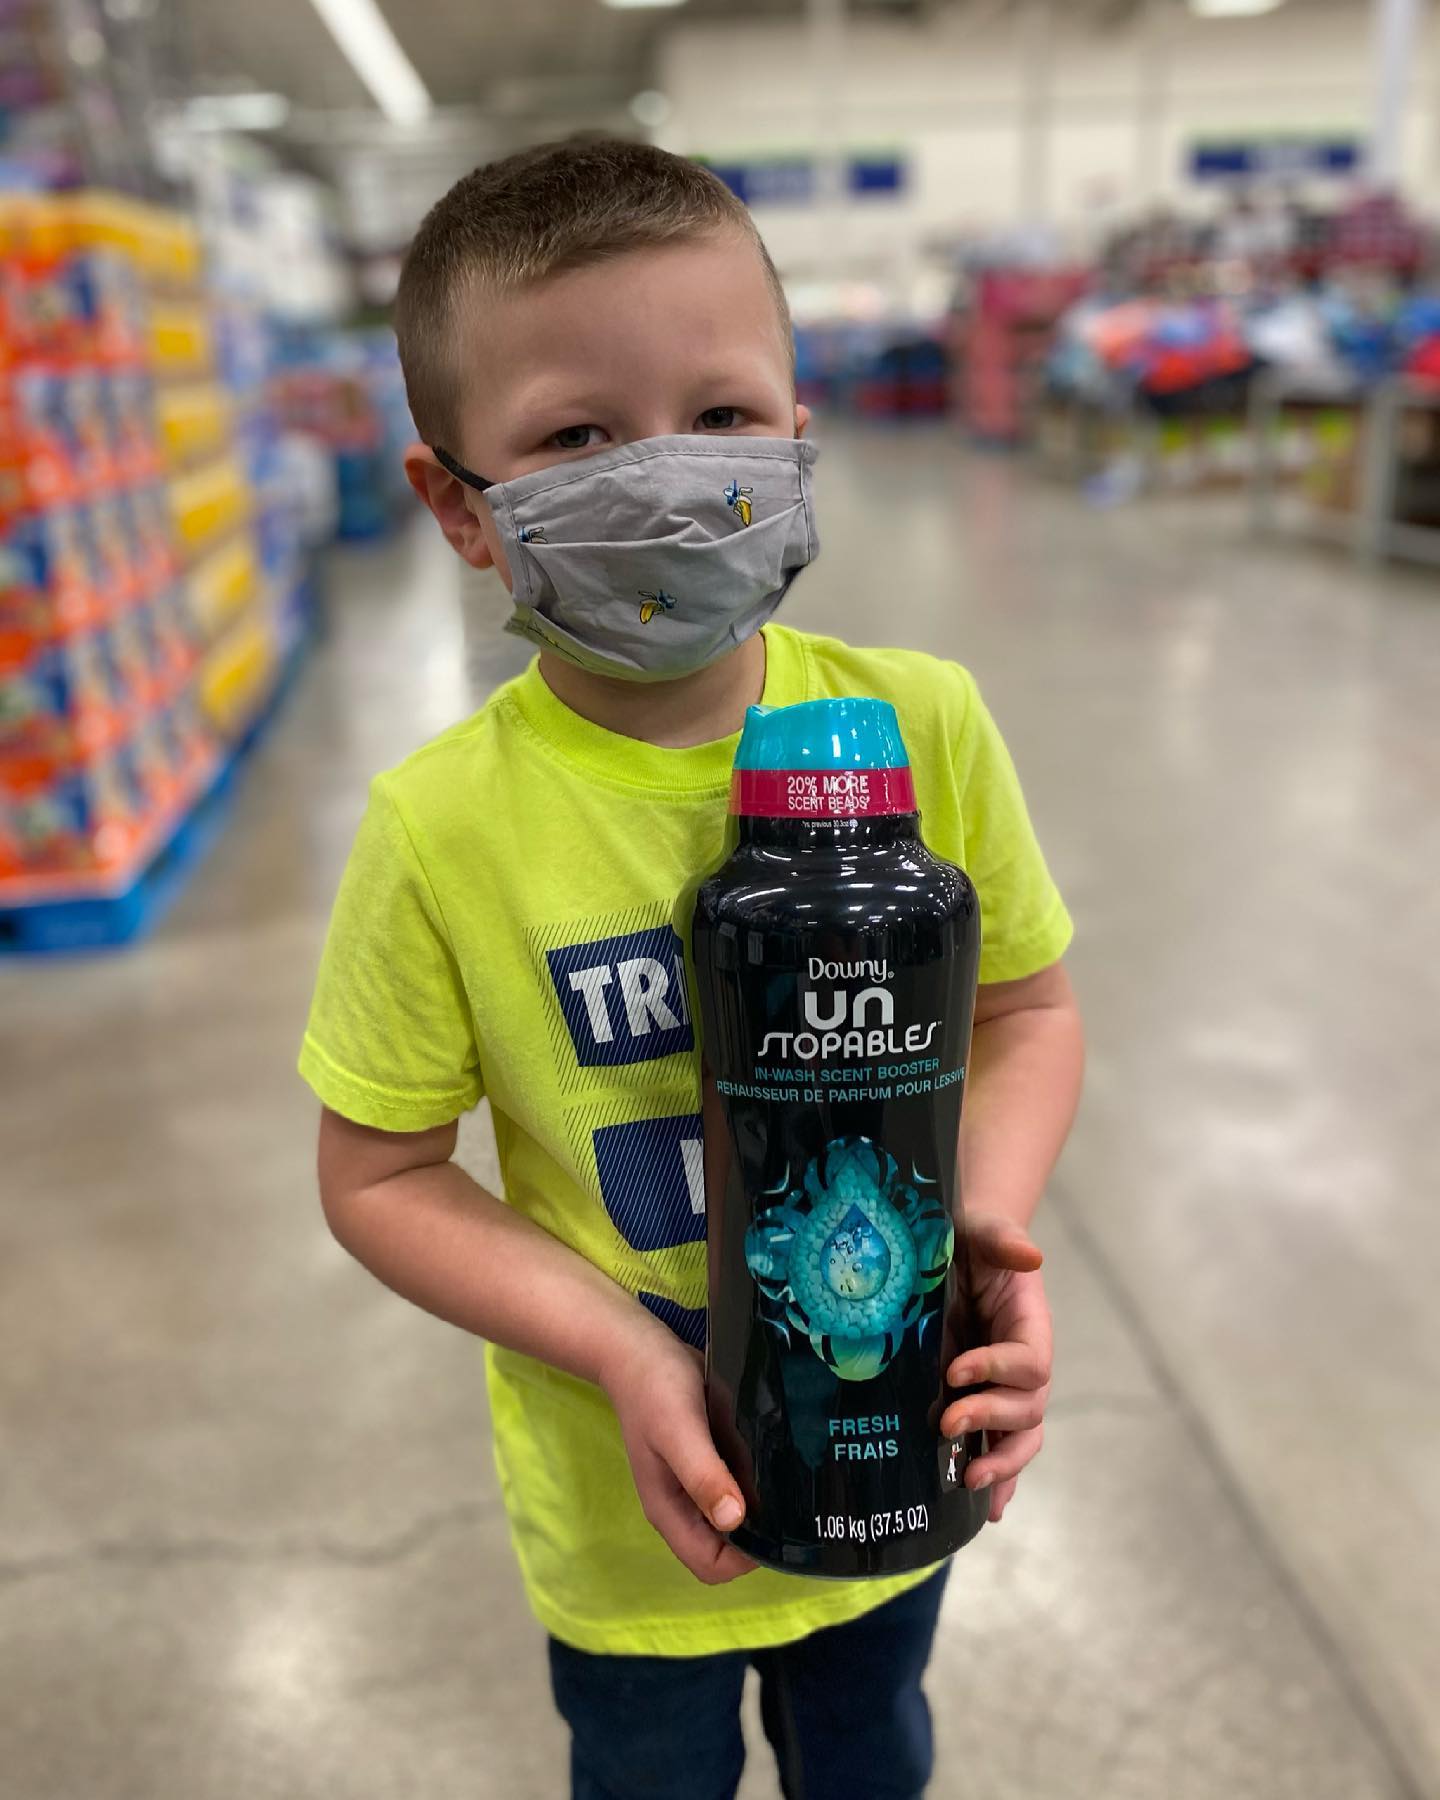 20% MORE
SCENT BEADS*
Downy®
un
STOPABLES™
IN-WASH SCENT BOOSTER
REHAUSSEUR DE PARFUM POUR LESSIVE
FRESH
FRAIS
1.06 kg (37.5 OZ)
TR